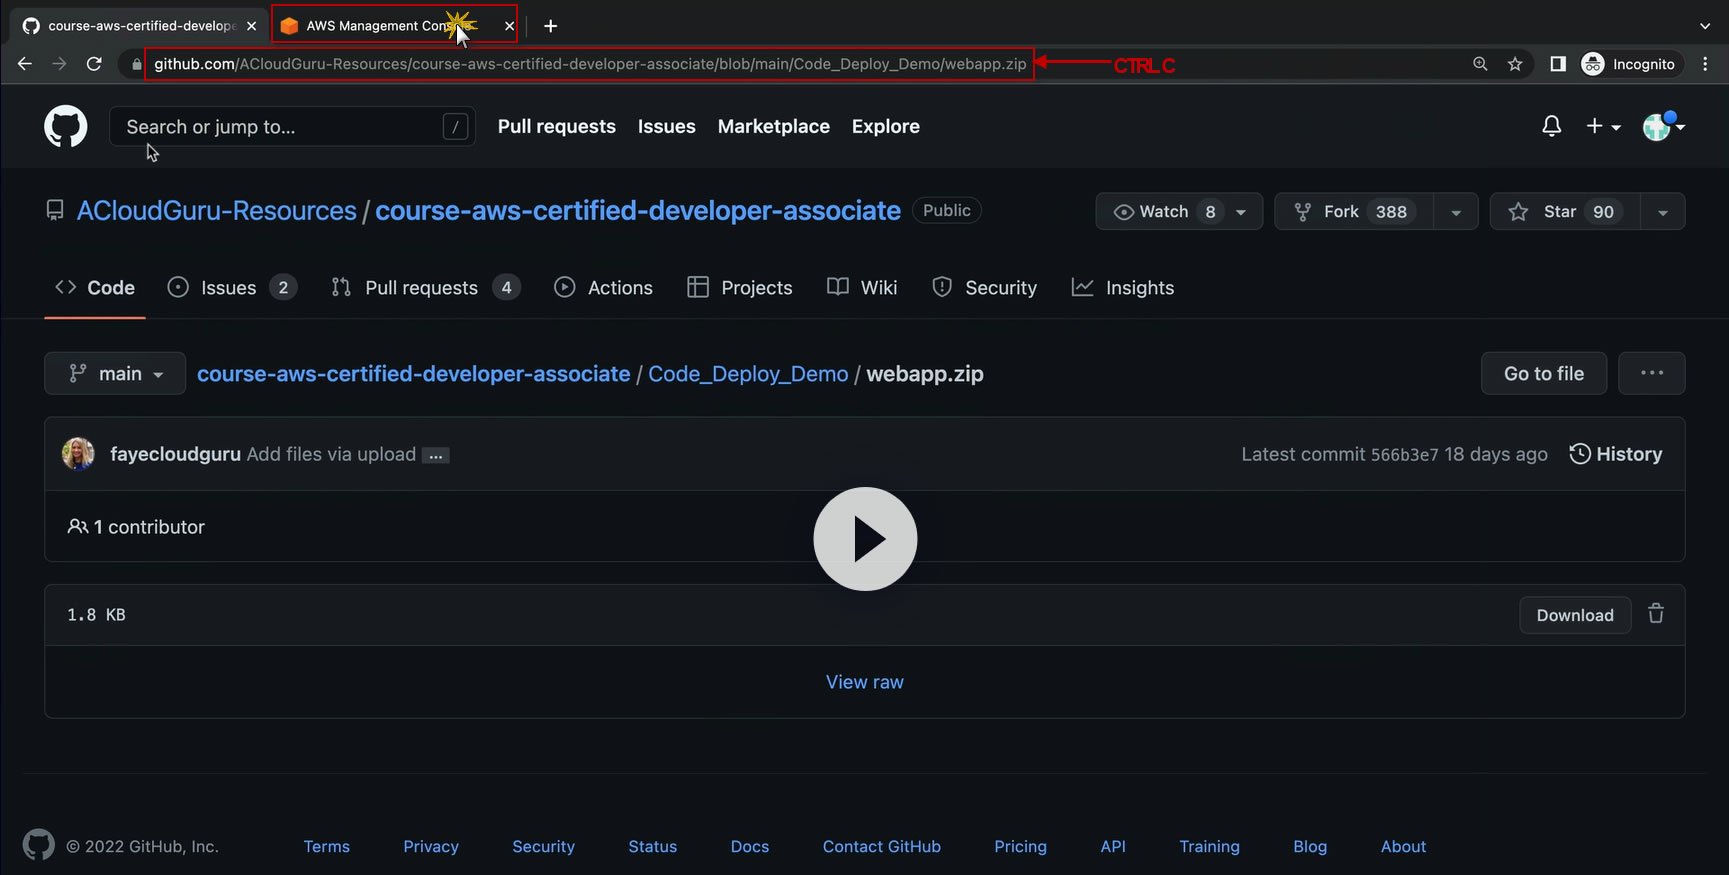 course-aws-certified-develope
AWS Management Cons
github.com/ACloudGuru-Resources/course-aws-certified-developer-associate/blob/main/Code_Deploy_Demo/webapp.zip
CTRL C
Incognito
Search or jump to...
/
Pull requests
Issues
Marketplace
Explore
ACloudGuru-Resources / course-aws-certified-developer-associate
Public
Watch 8
Fork 388
Star 90
Code
Issues 2
Pull requests 4
Actions
Projects
Wiki
Security
Insights
main
course-aws-certified-developer-associate / Code_Deploy_Demo / webapp.zip
Go to file
...
fayecloudguru Add files via upload ...
Latest commit 566b3e7 18 days ago
History
1 contributor
1.8 KB
Download
View raw
© 2022 GitHub, Inc.
Terms
Privacy
Security
Status
Docs
Contact GitHub
Pricing
API
Training
Blog
About